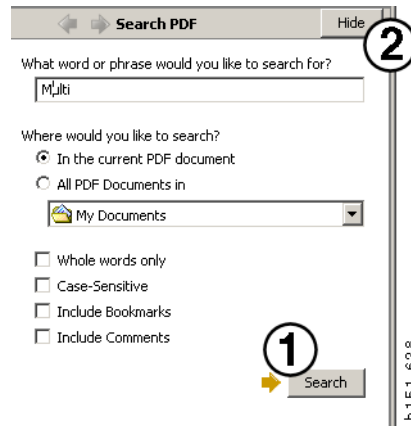 Search PDF
Hide
2
What word or phrase would you like to search for?
Multi
Where would you like to search?
In the current PDF document
All PDF Documents in
My Documents
Whole words only
Case-Sensitive
Include Bookmarks
Include Comments
1
Search